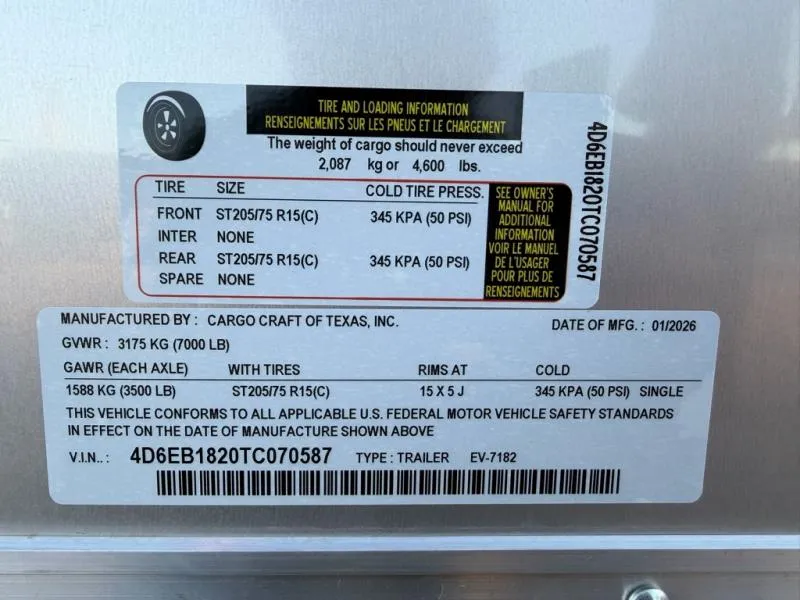 TIRE AND LOADING INFORMATION
RENSEIGNEMENTS SUR LES PNEUS ET LE CHARGEMENT
The weight of cargo should never exceed
2,087 kg or 4,600 lbs.
TIRE SIZE COLD TIRE PRESS.
FRONT ST205/75 R15(C) 345 KPA (50 PSI)
INTER NONE
REAR ST205/75 R15(C) 345 KPA (50 PSI)
SPARE NONE
SEE OWNER'S
MANUAL FOR
ADDITIONAL
INFORMATION
VOIR LE MANUEL
DE L'USAGER
POUR PLUS DE
RENSEIGNEMENTS
4D6EB1820TC070587
MANUFACTURED BY : CARGO CRAFT OF TEXAS, INC. DATE OF MFG. : 01/2026
GVWR : 3175 KG (7000 LB)
GAWR (EACH AXLE) WITH TIRES RIMS AT COLD
1588 KG (3500 LB) ST205/75 R15(C) 15 X 5 J 345 KPA (50 PSI) SINGLE
THIS VEHICLE CONFORMS TO ALL APPLICABLE U.S. FEDERAL MOTOR VEHICLE SAFETY STANDARDS
IN EFFECT ON THE DATE OF MANUFACTURE SHOWN ABOVE
V.I.N.. : 4D6EB1820TC070587 TYPE : TRAILER EV-7182